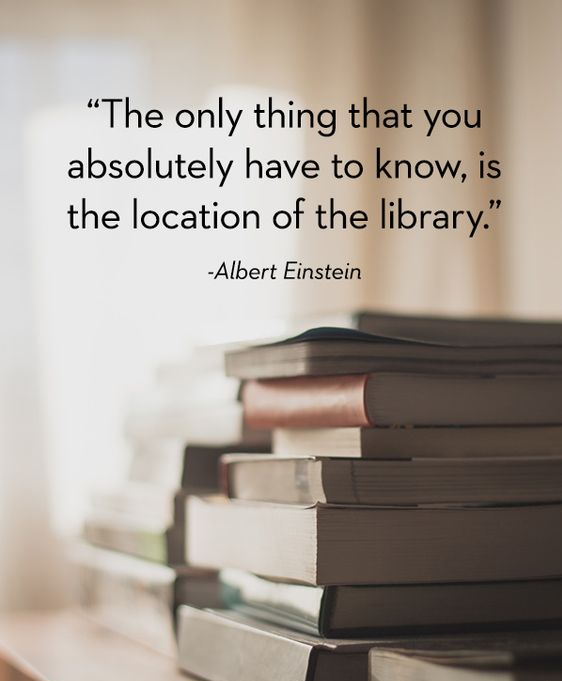 “The only thing that you
absolutely have to know, is
the location of the library.”
-Albert Einstein